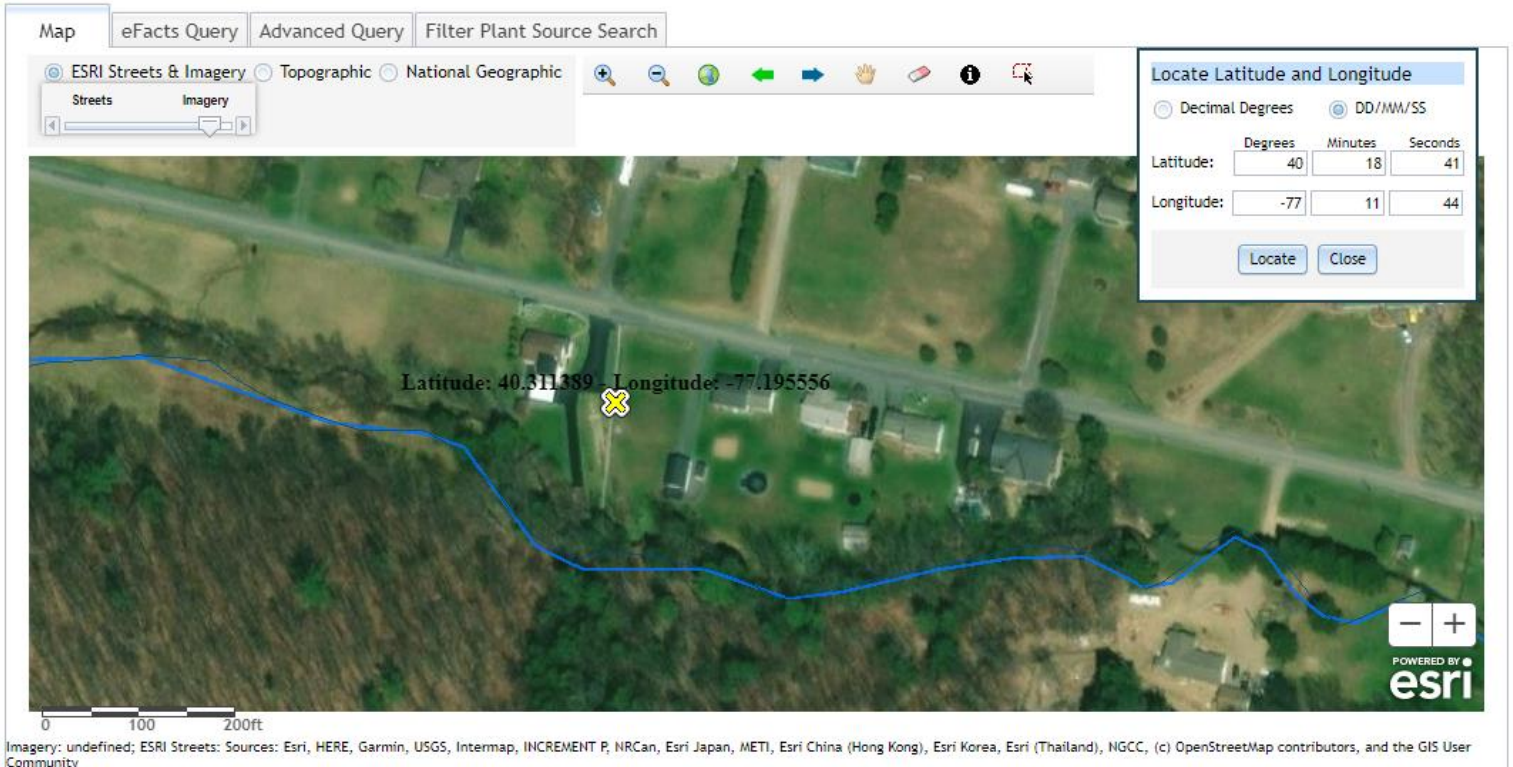 Map eFacts Query Advanced Query Filter Plant Source Search
ESRI Streets & Imagery Topographic National Geographic
Streets Imagery
Locate Latitude and Longitude
Decimal Degrees DD/MM/SS
Degrees Minutes Seconds
Latitude: 40 18 41
Longitude: -77 11 44
Locate Close
Latitude: 40.311389 - Longitude: -77.195556
POWERED BY
esri
0 100 200ft
Imagery: undefined; ESRI Streets: Sources: Esri, HERE, Garmin, USGS, Intermap, INCREMENT P, NRCan, Esri Japan, METI, Esri China (Hong Kong), Esri Korea, Esri (Thailand), NGCC, (c) OpenStreetMap contributors, and the GIS User
Community